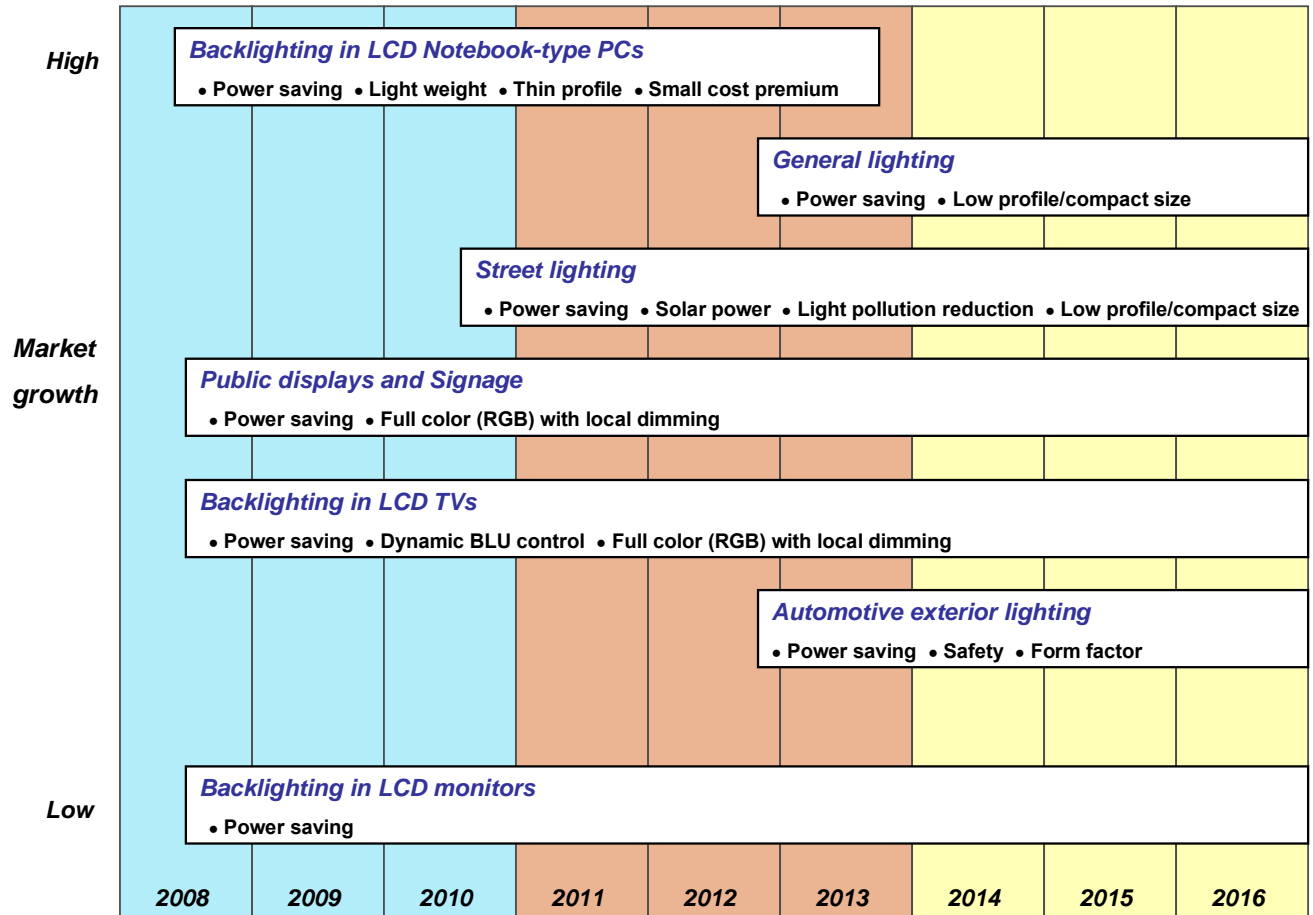 High
Backlighting in LCD Notebook-type PCs
• Power saving • Light weight • Thin profile • Small cost premium
General lighting
• Power saving • Low profile/compact size
Street lighting
• Power saving • Solar power • Light pollution reduction • Low profile/compact size
Market
growth
Public displays and Signage
• Power saving • Full color (RGB) with local dimming
Backlighting in LCD TVs
• Power saving • Dynamic BLU control • Full color (RGB) with local dimming
Automotive exterior lighting
• Power saving • Safety • Form factor
Low
Backlighting in LCD monitors
• Power saving
2008 2009 2010 2011 2012 2013 2014 2015 2016